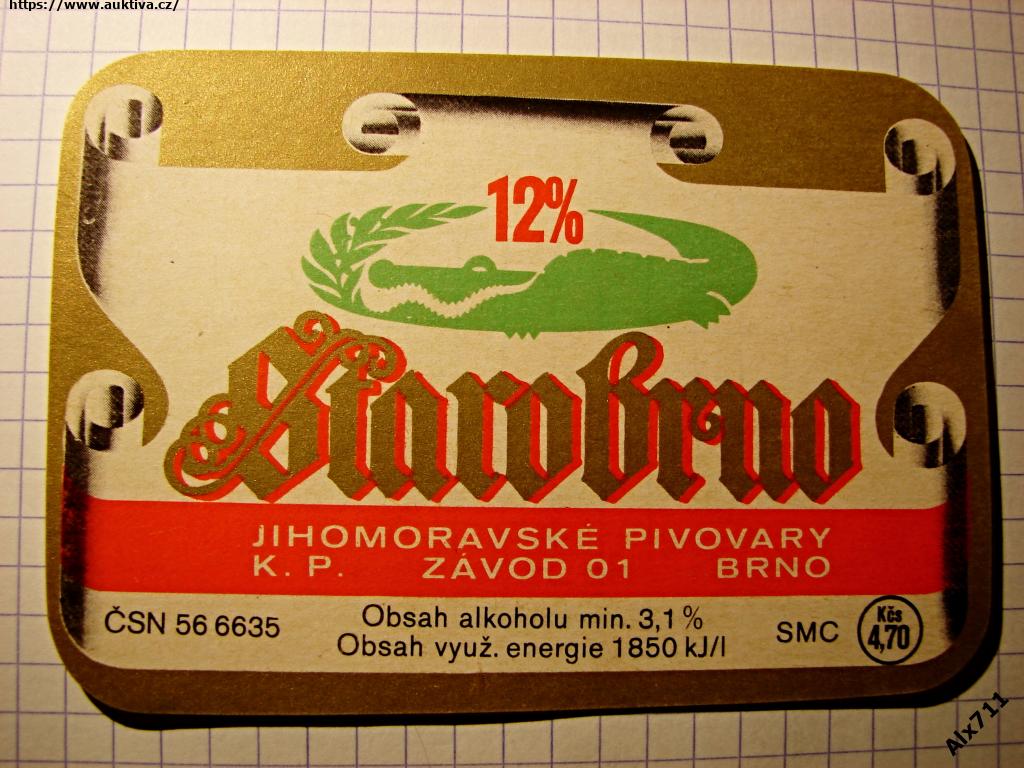 https://www.auktiva.cz/
12%
Starobrno
JIHOMORAVSKÉ PIVOVARY
K. P. ZÁVOD 01 BRNO
ČSN 56 6635
Obsah alkoholu min. 3,1 %
Obsah využ. energie 1850 kJ/l
SMC
Kčs
4,70
Alx711